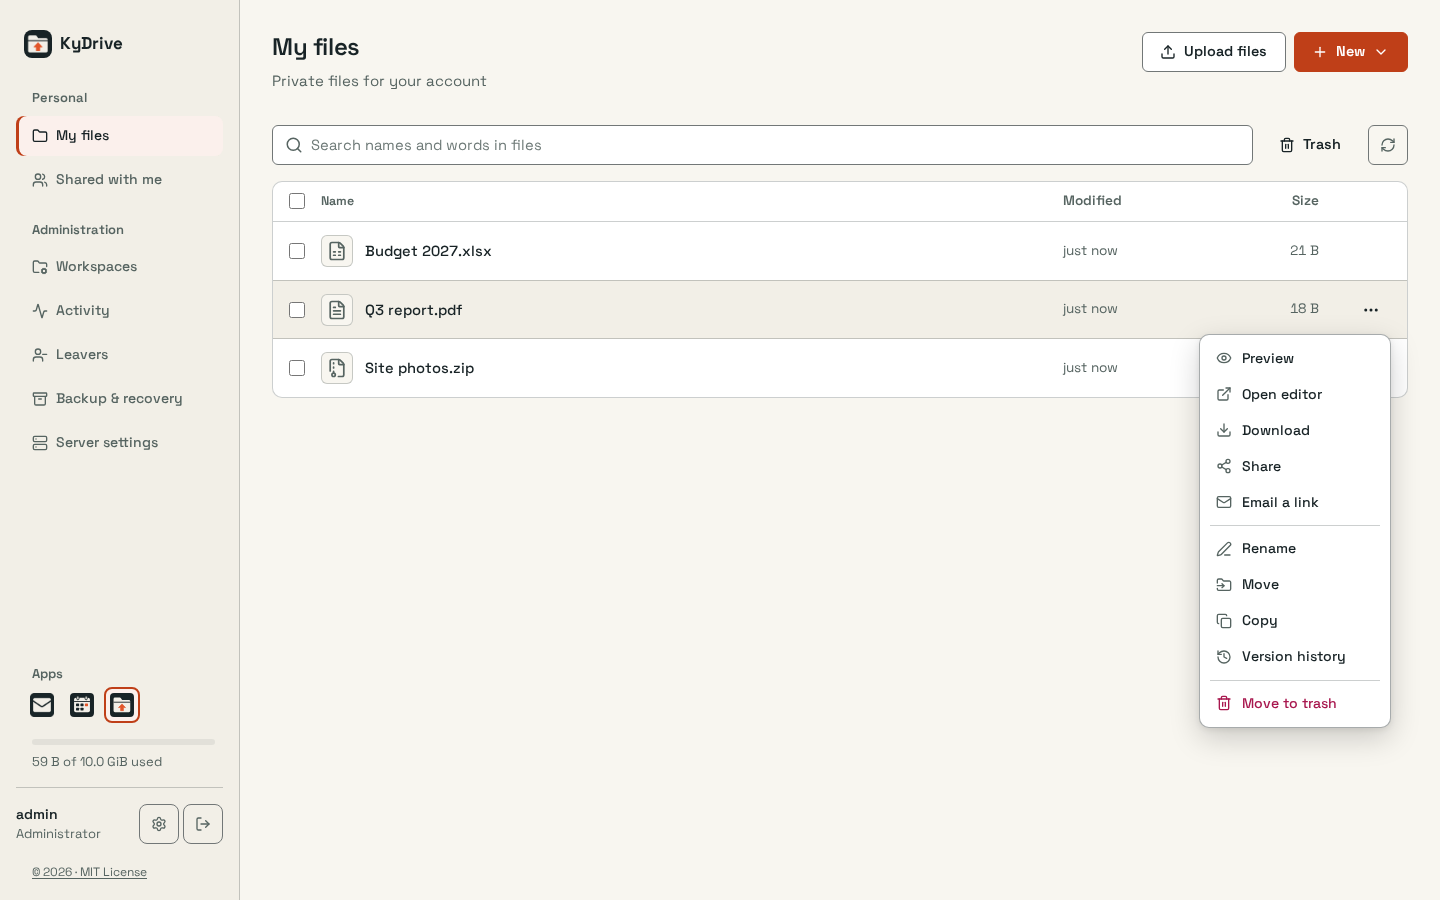 KyDrive
Personal
My files
Shared with me
Administration
Workspaces
Activity
Leavers
Backup & recovery
Server settings
Apps
59 B of 10.0 GiB used
admin
Administrator
© 2026 · MIT License
My files
Private files for your account
Upload files
New
Search names and words in files
Trash
Name Modified Size
Budget 2027.xlsx just now 21 B
Q3 report.pdf just now 18 B
Site photos.zip just now
Preview
Open editor
Download
Share
Email a link
Rename
Move
Copy
Version history
Move to trash